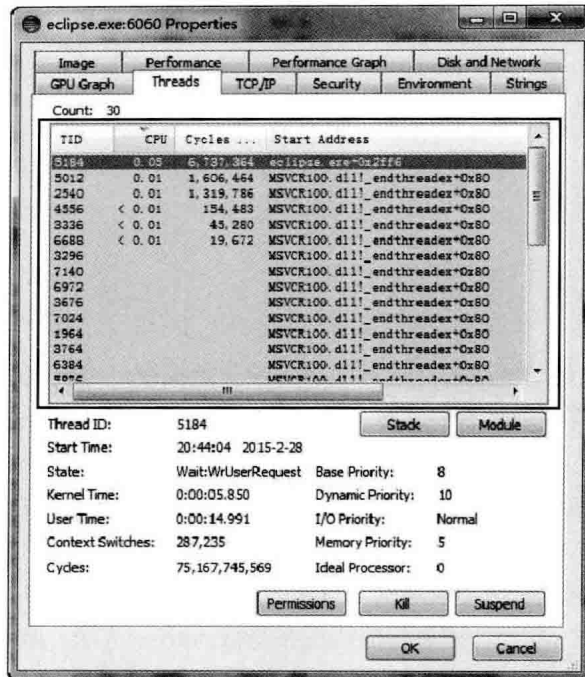 eclipse.exe:6060 Properties
Image Performance Performance Graph Disk and Network
GPU Graph Threads TCP/IP Security Environment Strings
Count: 30
TID CPU Cycles ... Start Address
5184 0.05 6,737,364 eclipse.exe+0x2ff6
5012 0.01 1,606,464 MSVCR100.dll!_endthreadex+0x80
2540 0.01 1,319,786 MSVCR100.dll!_endthreadex+0x80
4556 < 0.01 154,483 MSVCR100.dll!_endthreadex+0x80
3336 < 0.01 45,280 MSVCR100.dll!_endthreadex+0x80
6688 < 0.01 19,672 MSVCR100.dll!_endthreadex+0x80
3296 MSVCR100.dll!_endthreadex+0x80
7140 MSVCR100.dll!_endthreadex+0x80
6972 MSVCR100.dll!_endthreadex+0x80
3676 MSVCR100.dll!_endthreadex+0x80
7024 MSVCR100.dll!_endthreadex+0x80
1964 MSVCR100.dll!_endthreadex+0x80
3764 MSVCR100.dll!_endthreadex+0x80
6384 MSVCR100.dll!_endthreadex+0x80
MSVCR100.dll!_endthreadex+0x80
Thread ID: 5184 Stack Module
Start Time: 20:44:04 2015-2-28
State: Wait:WrUserRequest Base Priority: 8
Kernel Time: 0:00:05.850 Dynamic Priority: 10
User Time: 0:00:14.991 I/O Priority: Normal
Context Switches: 287,235 Memory Priority: 5
Cycles: 75,167,745,569 Ideal Processor: 0
Permissions Kill Suspend
OK Cancel